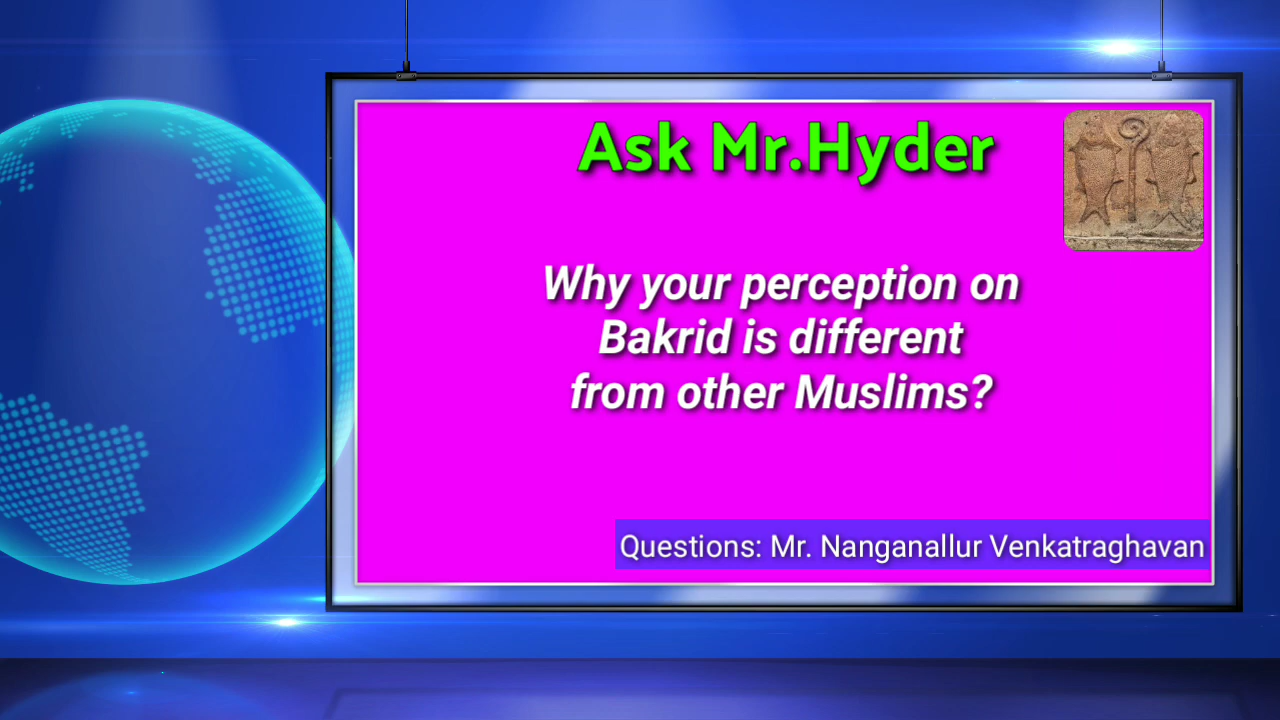 Ask Mr.Hyder
Why your perception on
Bakrid is different
from other Muslims?
Questions: Mr. Nanganallur Venkatraghavan